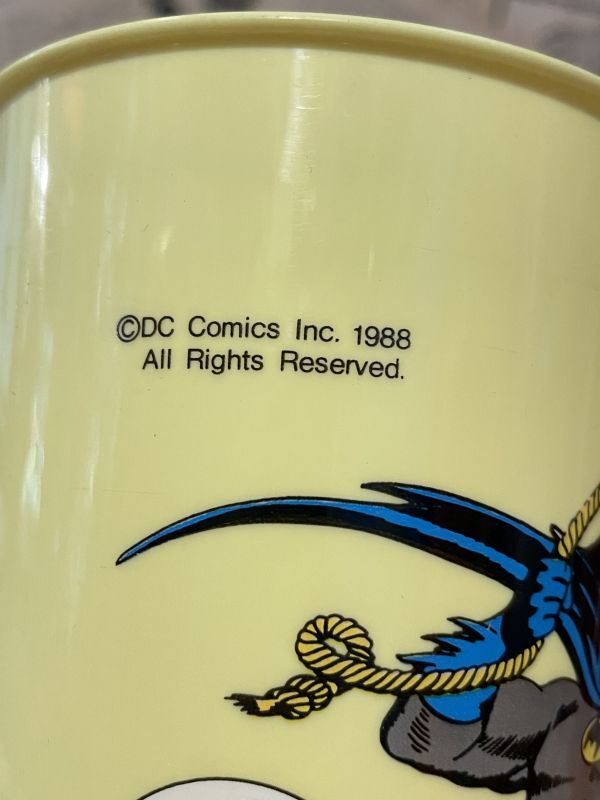 ©DC Comics Inc. 1988
All Rights Reserved.